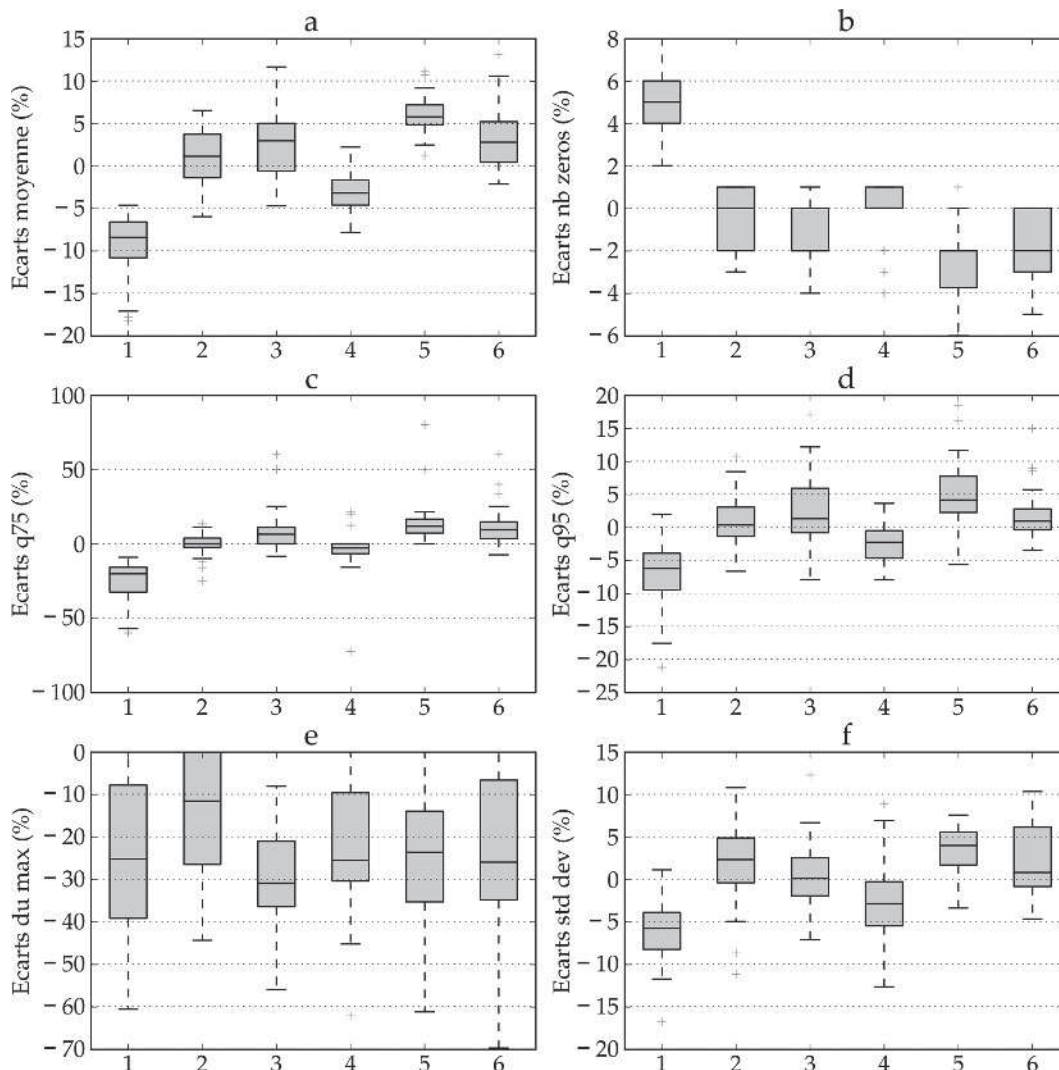 a
Ecarts moyenne (%)
15
10
5
0
−5
−10
−15
−20
1 2 3 4 5 6
b
Ecarts nb zeros (%)
8
6
4
2
0
−2
−4
−6
1 2 3 4 5 6
c
Ecarts q75 (%)
100
50
0
−50
−100
1 2 3 4 5 6
d
Ecarts q95 (%)
20
15
10
5
0
−5
−10
−15
−20
−25
1 2 3 4 5 6
e
Ecarts du max (%)
0
−10
−20
−30
−40
−50
−60
−70
1 2 3 4 5 6
f
Ecarts std dev (%)
15
10
5
0
−5
−10
−15
−20
1 2 3 4 5 6